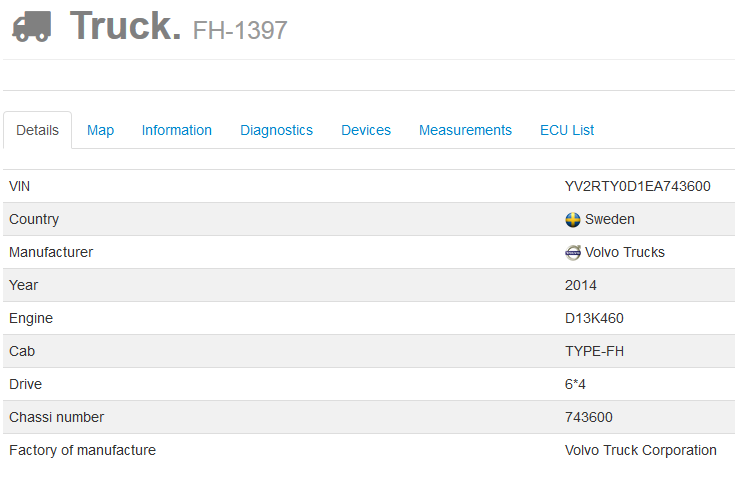 Truck. FH-1397
Details Map Information Diagnostics Devices Measurements ECU List
VIN YV2RTY0D1EA743600
Country Sweden
Manufacturer Volvo Trucks
Year 2014
Engine D13K460
Cab TYPE-FH
Drive 6*4
Chassi number 743600
Factory of manufacture Volvo Truck Corporation